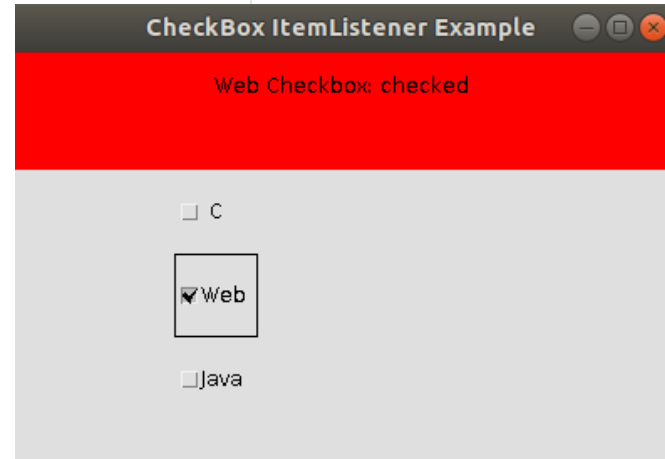 CheckBox ItemListener Example
Web Checkbox: checked
C
Web
Java